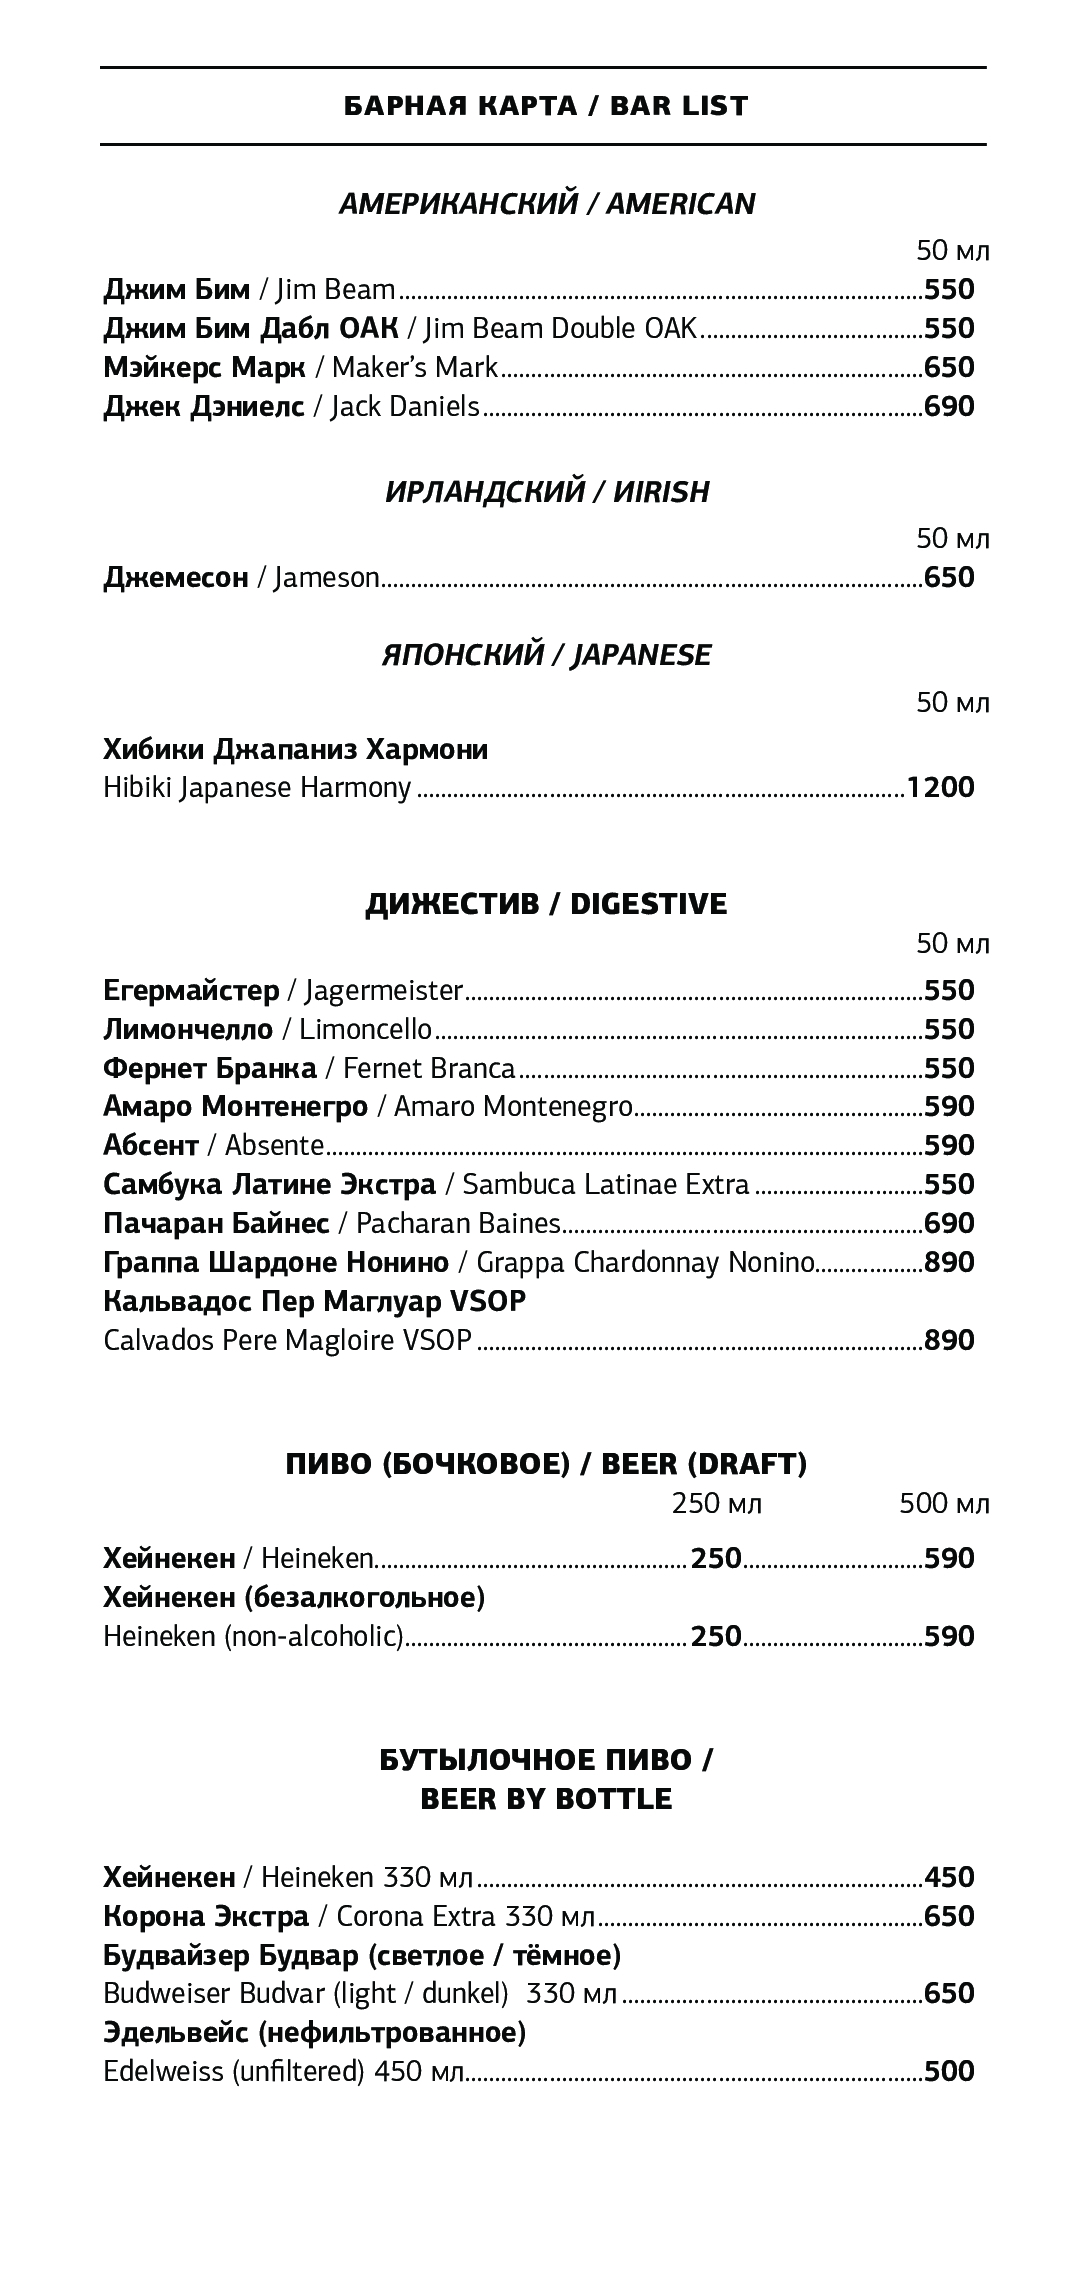 БАРНАЯ КАРТА / BAR LIST
АМЕРИКАНСКИЙ / AMERICAN
50 мл
Джим Бим / Jim Beam 550
Джим Бим Дабл ОАК / Jim Beam Double OAK 550
Мэйкерс Марк / Maker’s Mark 650
Джек Дэниелс / Jack Daniels 690
ИРЛАНДСКИЙ / ИIRISH
50 мл
Джемесон / Jameson 650
ЯПОНСКИЙ / JAPANESE
50 мл
Хибики Джапаниз Хармони
Hibiki Japanese Harmony 1200
ДИЖЕСТИВ / DIGESTIVE
50 мл
Егермайстер / Jagermeister 550
Лимончелло / Limoncello 550
Фернет Бранка / Fernet Branca 550
Амаро Монтенегро / Amaro Montenegro 590
Абсент / Absente 590
Самбука Латине Экстра / Sambuca Latinae Extra 550
Пачаран Байнес / Pacharan Baines 690
Граппа Шардоне Нонино / Grappa Chardonnay Nonino 890
Кальвадос Пер Маглуар VSOP
Calvados Pere Magloire VSOP 890
ПИВО (БОЧКОВОЕ) / BEER (DRAFT)
250 мл 500 мл
Хейнекен / Heineken 250 590
Хейнекен (безалкогольное)
Heineken (non-alcoholic) 250 590
БУТЫЛОЧНОЕ ПИВО /
BEER BY BOTTLE
Хейнекен / Heineken 330 мл 450
Корона Экстра / Corona Extra 330 мл 650
Будвайзер Будвар (светлое / тёмное)
Budweiser Budvar (light / dunkel) 330 мл 650
Эдельвейс (нефильтрованное)
Edelweiss (unfiltered) 450 мл 500